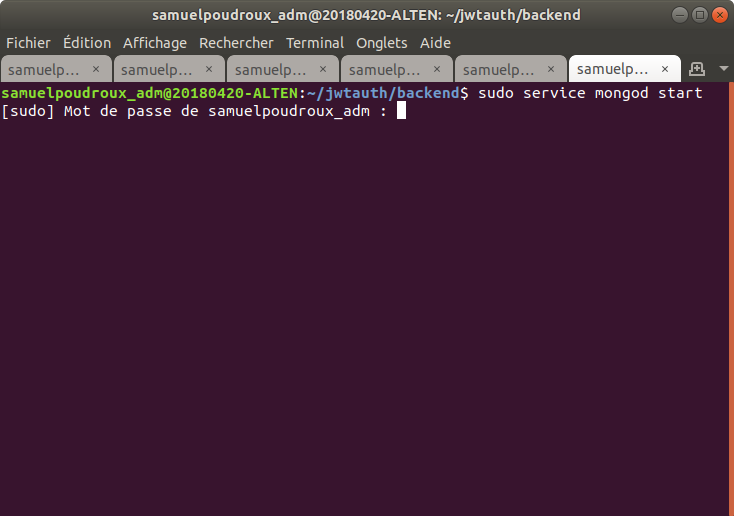 samuelpoudroux_adm@20180420-ALTEN: ~/jwtauth/backend
Fichier Édition Affichage Rechercher Terminal Onglets Aide
samuelp... samuelp... samuelp... samuelp... samuelp... samuelp...
samuelpoudroux_adm@20180420-ALTEN:~/jwtauth/backend$ sudo service mongod start
[sudo] Mot de passe de samuelpoudroux_adm :